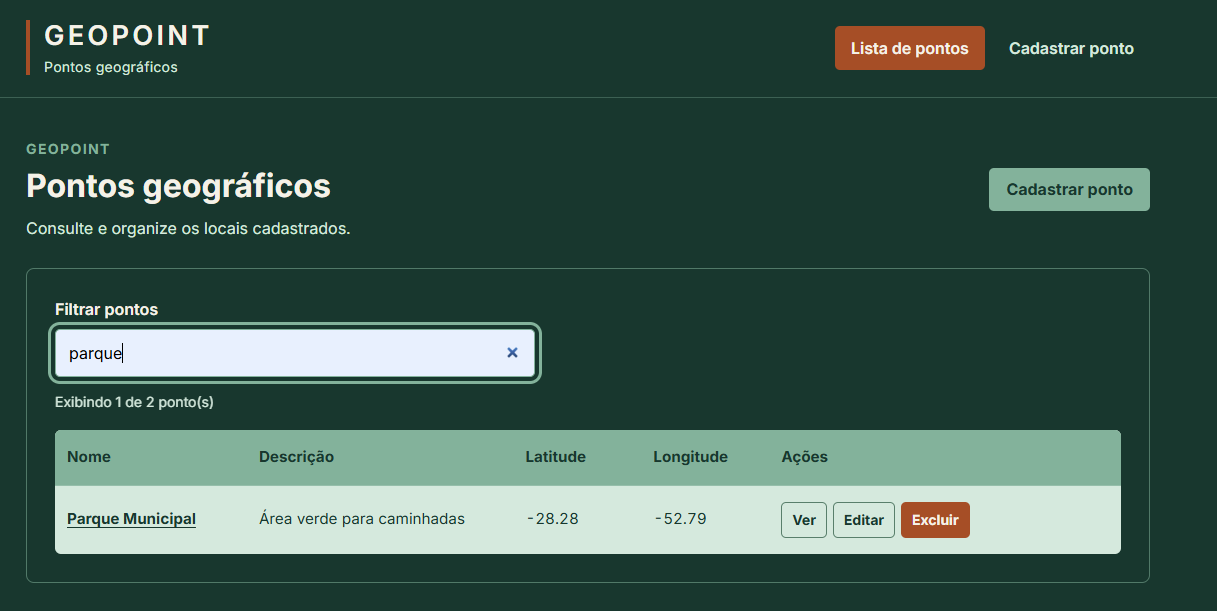 GEOPOINT
Pontos geográficos
Lista de pontos
Cadastrar ponto
GEOPOINT
Pontos geográficos
Consulte e organize os locais cadastrados.
Cadastrar ponto
Filtrar pontos
parque
Exibindo 1 de 2 ponto(s)
Nome Descrição Latitude Longitude Ações
Parque Municipal Área verde para caminhadas -28.28 -52.79 Ver Editar Excluir